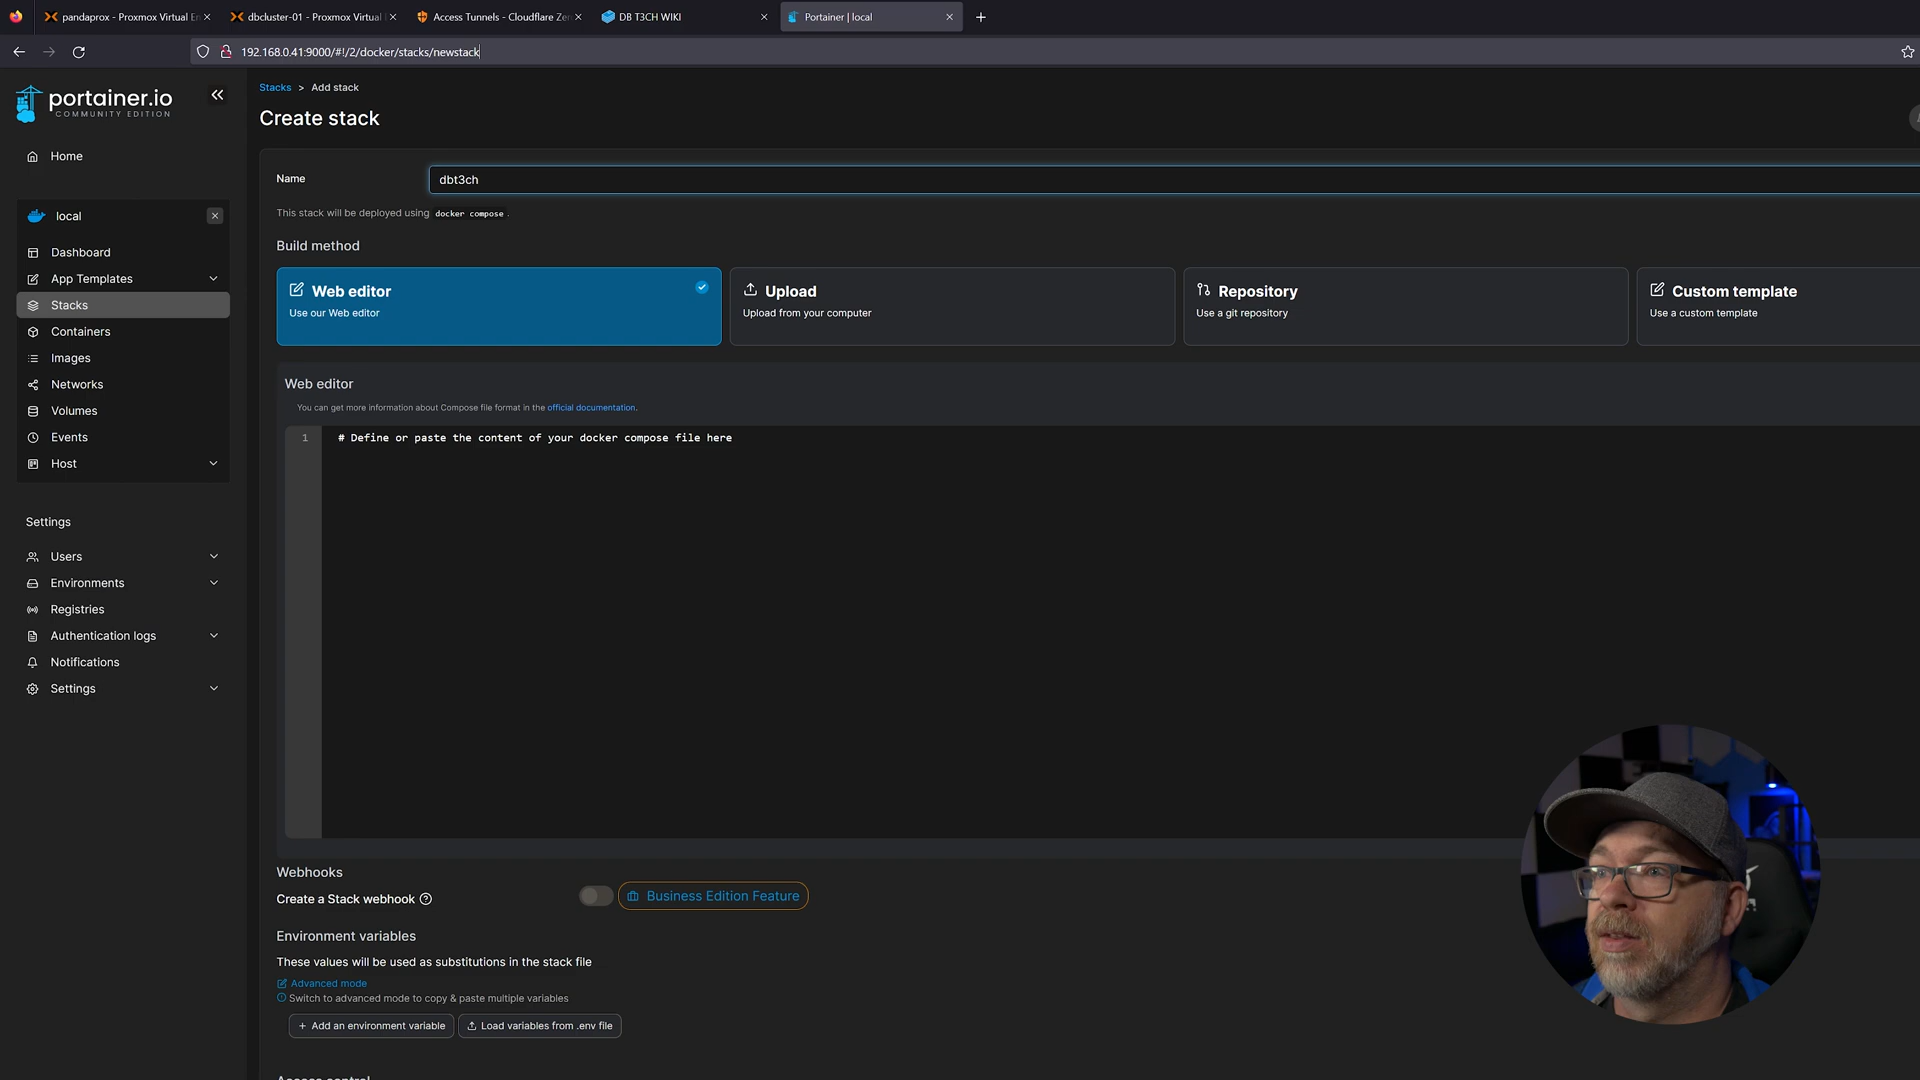 pandaprox - Proxmox Virtual En
dbcluster-01 - Proxmox Virtual
Access Tunnels - Cloudflare Zer
DB T3CH WIKI
Portainer | local
192.168.0.41:9000/#!/2/docker/stacks/newstack
portainer.io
COMMUNITY EDITION
Home
local
Dashboard
App Templates
Stacks
Containers
Images
Networks
Volumes
Events
Host
Settings
Users
Environments
Registries
Authentication logs
Notifications
Settings
Stacks > Add stack
Create stack
Name
dbt3ch
This stack will be deployed using docker compose .
Build method
Web editor
Use our Web editor
Upload
Upload from your computer
Repository
Use a git repository
Custom template
Use a custom template
Web editor
You can get more information about Compose file format in the official documentation.
1 # Define or paste the content of your docker compose file here
Webhooks
Create a Stack webhook
Business Edition Feature
Environment variables
These values will be used as substitutions in the stack file
Advanced mode
Switch to advanced mode to copy & paste multiple variables
+ Add an environment variable
Load variables from .env file
Access control